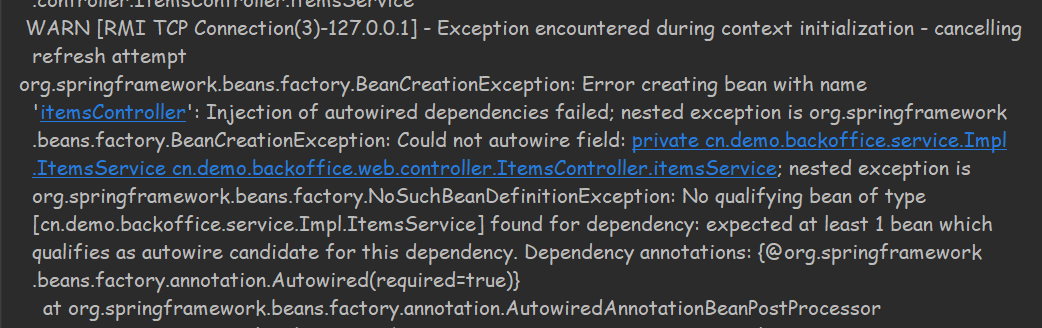 .controller.ItemsController.itemsService
WARN [RMI TCP Connection(3)-127.0.0.1] - Exception encountered during context initialization - cancelling
refresh attempt
org.springframework.beans.factory.BeanCreationException: Error creating bean with name
'itemsController': Injection of autowired dependencies failed; nested exception is org.springframework
.beans.factory.BeanCreationException: Could not autowire field: private cn.demo.backoffice.service.Impl
.ItemsService cn.demo.backoffice.web.controller.ItemsController.itemsService; nested exception is
org.springframework.beans.factory.NoSuchBeanDefinitionException: No qualifying bean of type
[cn.demo.backoffice.service.Impl.ItemsService] found for dependency: expected at least 1 bean which
qualifies as autowire candidate for this dependency. Dependency annotations: {@org.springframework
.beans.factory.annotation.Autowired(required=true)}
at org.springframework.beans.factory.annotation.AutowiredAnnotationBeanPostProcessor